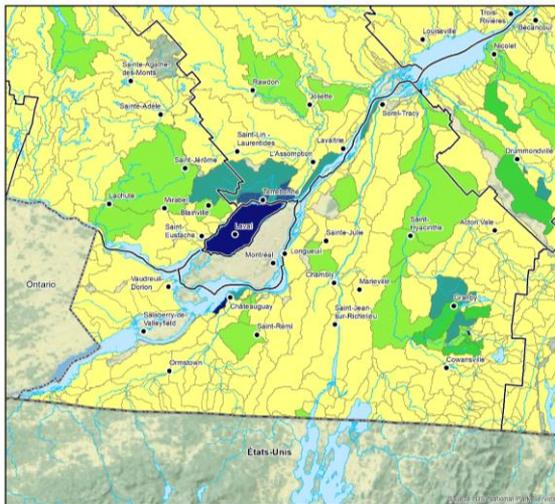 Trois-
Rivières
Bécancour
Louiseville
Nicolet
Sainte-Agathe-
des-Monts
Rawdon
Joliette
Sainte-Adèle
Sorel-Tracy
Saint-Lin -
Laurentides
Lavaltrie
L'Assomption
Drummondville
Saint-Jérôme
Terrebonne
Lachute
Mirabel
Blainville
Laval
Saint-
Eustache
Sainte-Julie
Saint-
Hyacinthe
Acton Vale
Longueuil
Montréal
Ontario
Vaudreuil-
Dorion
Chambly
Marieville
Châteauguay
Granby
Salaberry-de-
Valleyfield
Saint-Jean-
sur-Richelieu
Saint-Rémi
Cowansville
Ormstown
États-Unis